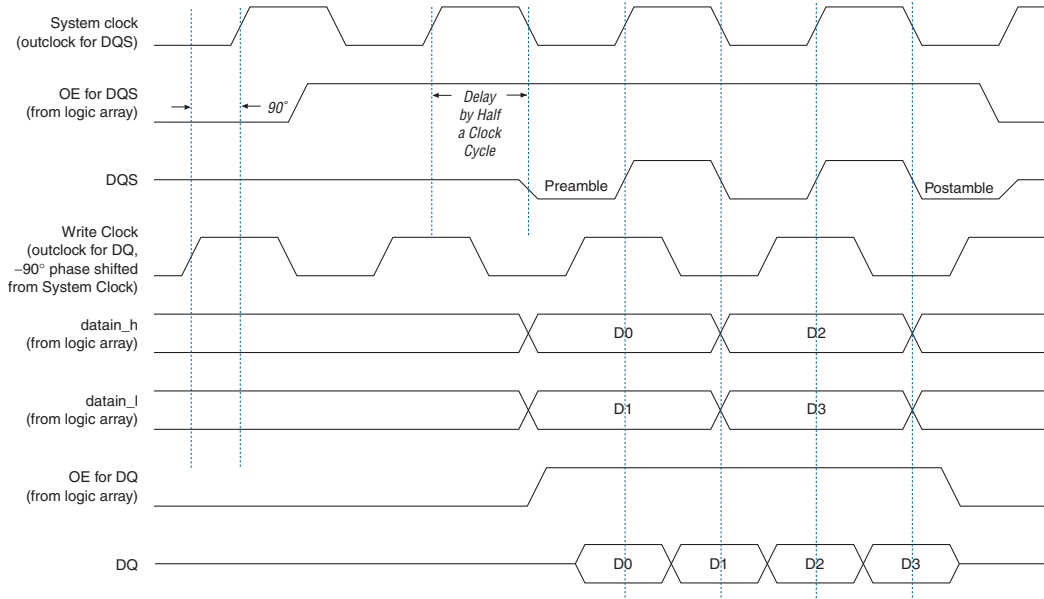 System clock
(outclock for DQS)
OE for DQS
(from logic array)
90°
Delay
by Half
a Clock
Cycle
DQS
Preamble
Postamble
Write Clock
(outclock for DQ,
−90° phase shifted
from System Clock)
datain_h
(from logic array)
D0
D2
datain_l
(from logic array)
D1
D3
OE for DQ
(from logic array)
DQ
D0
D1
D2
D3